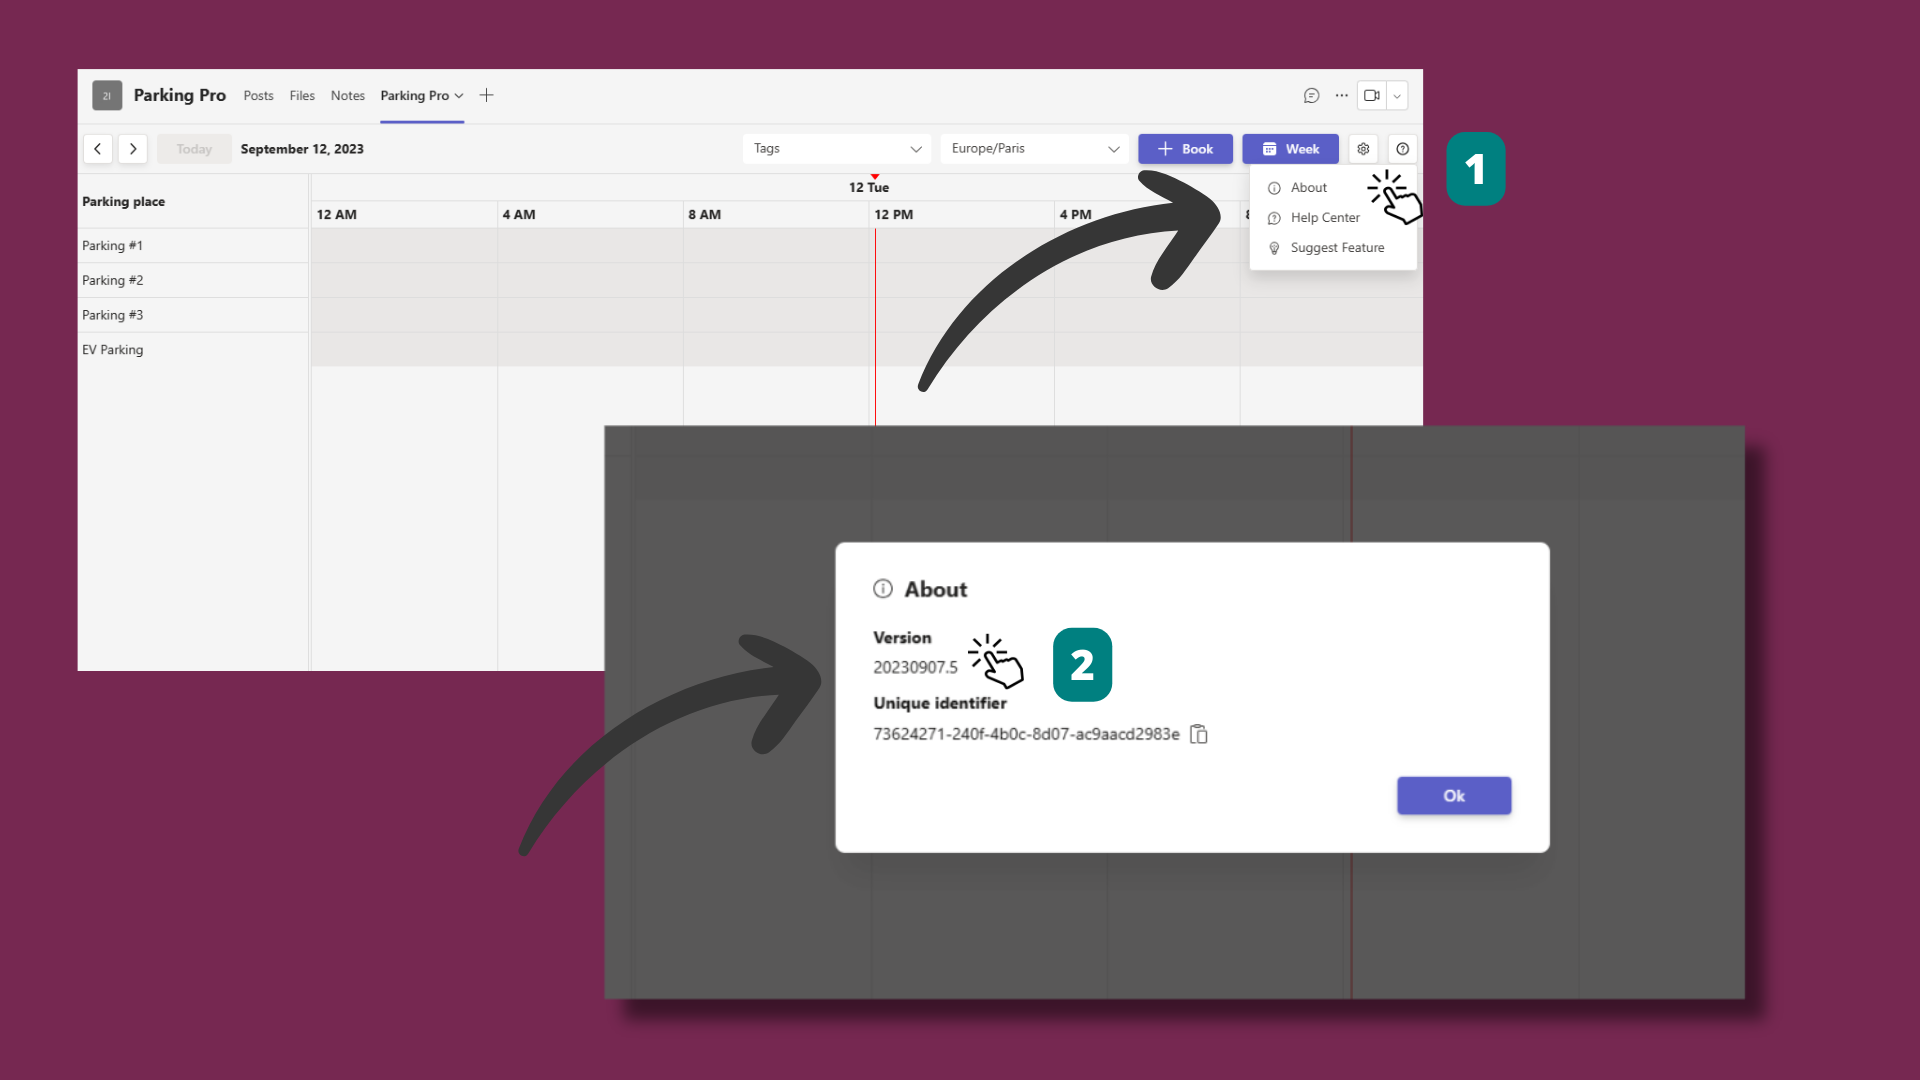 21 Parking Pro Posts Files Notes Parking Pro
Today September 12, 2023 Tags Europe/Paris Book Week
1
12 Tue
Parking place
12 AM 4 AM 8 AM 12 PM 4 PM
About
Help Center
Suggest Feature
Parking #1
Parking #2
Parking #3
EV Parking
About
Version
20230907.5
2
Unique identifier
73624271-240f-4b0c-8d07-ac9aacd2983e
Ok